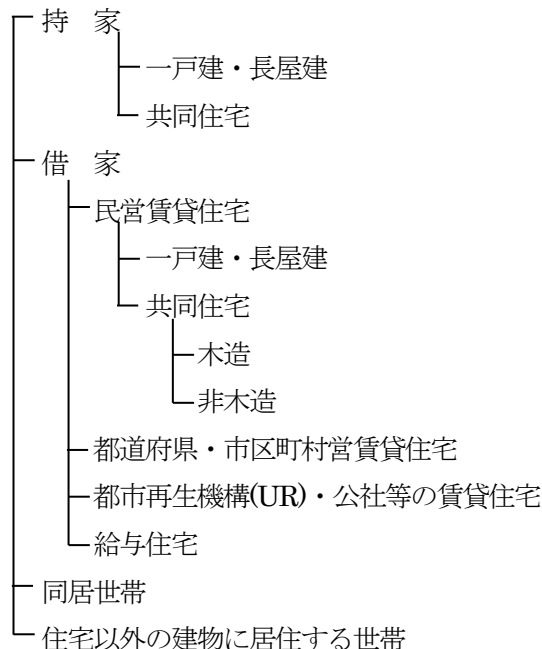 持　家
一戸建・長屋建
共同住宅
借　家
民営賃貸住宅
一戸建・長屋建
共同住宅
木造
非木造
都道府県・市区町村営賃貸住宅
都市再生機構(UR)・公社等の賃貸住宅
給与住宅
同居世帯
住宅以外の建物に居住する世帯